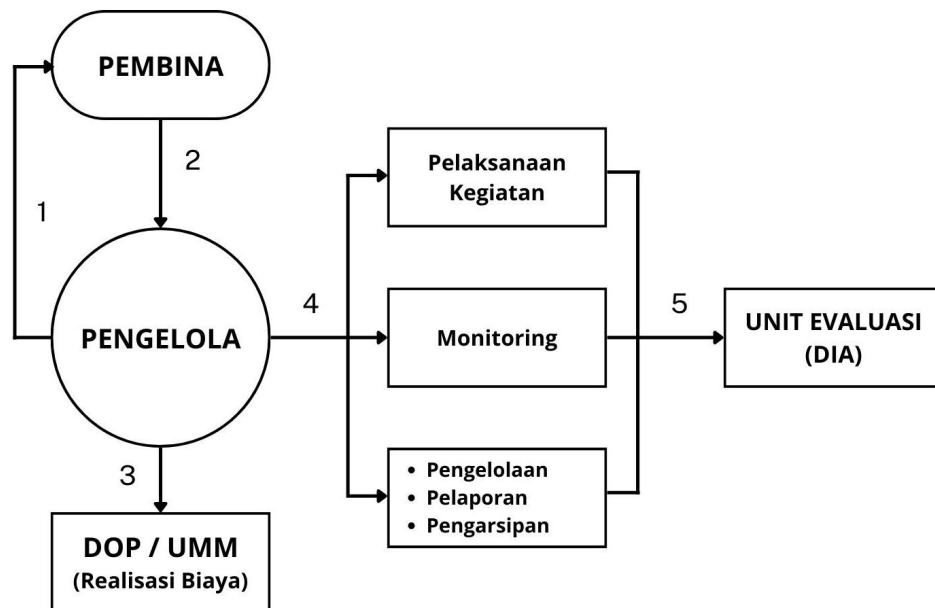 PEMBINA
1
2
PENGELOLA
3
DOP / UMM
(Realisasi Biaya)
4
Pelaksanaan
Kegiatan
Monitoring
• Pengelolaan
• Pelaporan
• Pengarsipan
5
UNIT EVALUASI
(DIA)